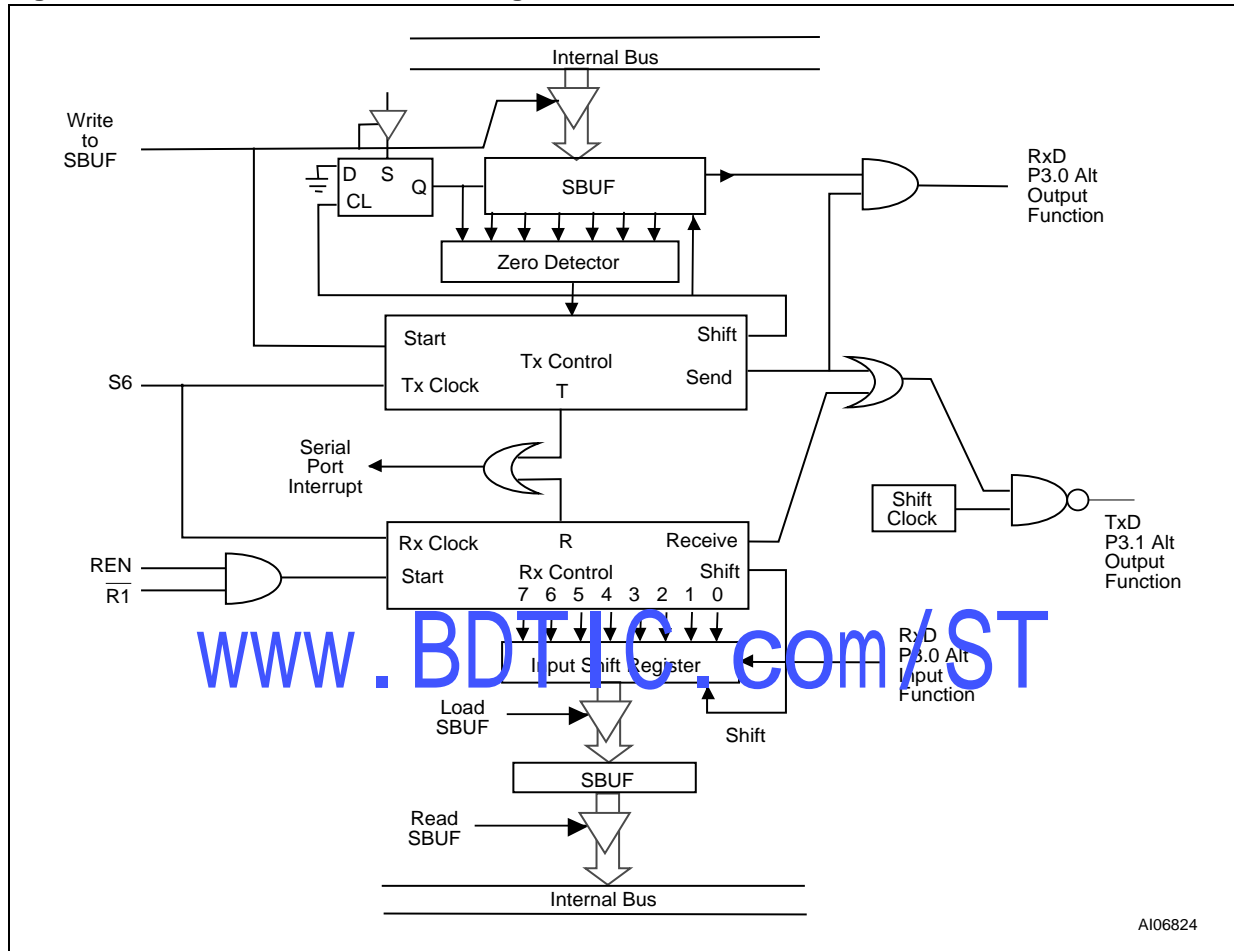 Internal Bus
Write
to
SBUF
D S
Q
CL
SBUF
RxD
P3.0 Alt
Output
Function
Zero Detector
Start
Shift
Tx Control
S6
Tx Clock
T
Send
Serial
Port
Interrupt
Shift
Clock
TxD
P3.1 Alt
Output
Function
Rx Clock
R
Receive
REN
R1
Start
Rx Control
Shift
7 6 5 4 3 2 1 0
www.BDTIC.com/ST
Input Shift Register
RxD
P3.0 Alt
Input
Function
Load
SBUF
Shift
SBUF
Read
SBUF
Internal Bus
AI06824